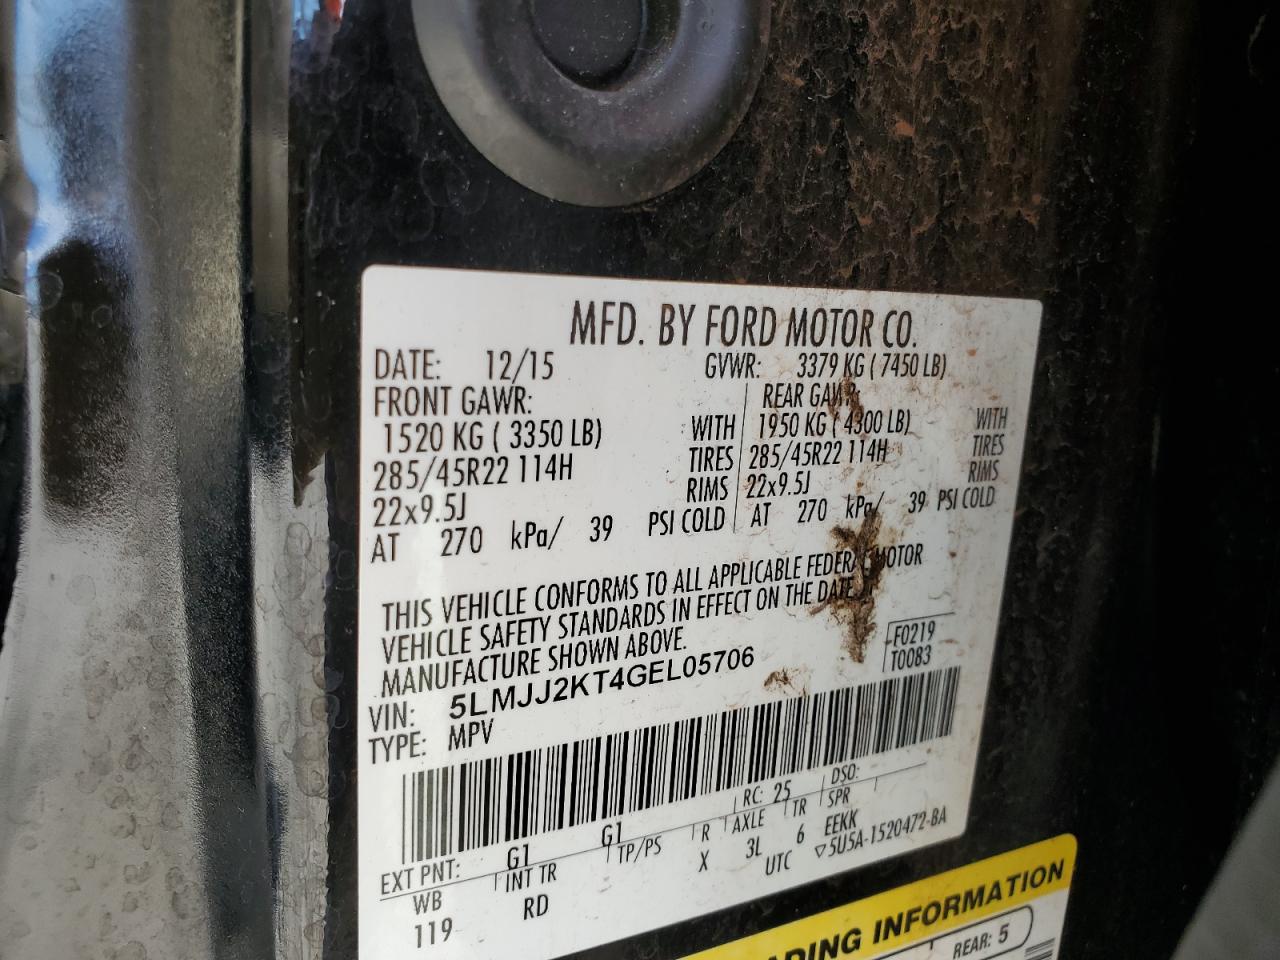 MFD. BY FORD MOTOR CO.
DATE: 12/15 GVWR: 3379 KG ( 7450 LB)
FRONT GAWR: REAR GAWR:
1520 KG ( 3350 LB) WITH 1950 KG ( 4300 LB) WITH
285/45R22 114H TIRES 285/45R22 114H TIRES
22x9.5J RIMS 22x9.5J RIMS
AT 270 kPa/ 39 PSI COLD AT 270 kPa/ 39 PSI COLD
THIS VEHICLE CONFORMS TO ALL APPLICABLE FEDERAL MOTOR
VEHICLE SAFETY STANDARDS IN EFFECT ON THE DATE OF
MANUFACTURE SHOWN ABOVE.
F0219
T0083
VIN: 5LMJJ2KT4GEL05706
TYPE: MPV
EXT PNT: G1 G1 RC: 25 DSO:
WB INT TR TP/PS R AXLE TR SPR
119 RD X 3L 6 EEKK
UTC ▽5U5A-1520472-BA
ADING INFORMATION
REAR: 5